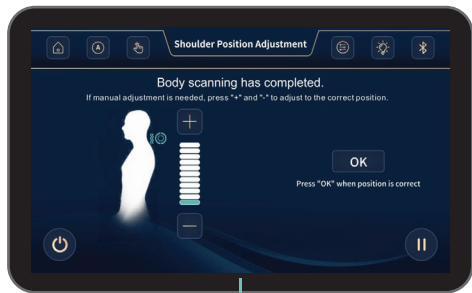 A
Shoulder Position Adjustment
Body scanning has completed.
If manual adjustment is needed, press "+" and "-" to adjust to the correct position.
+
OK
Press "OK" when position is correct
-